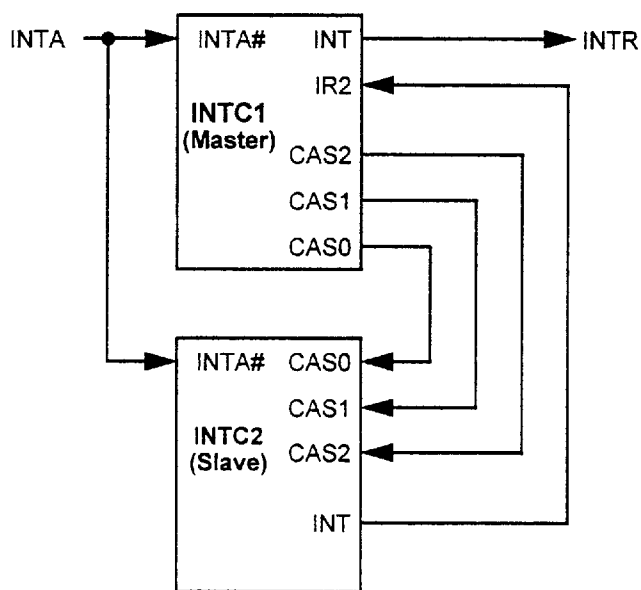 INTA
INTA#
INT
INTR
IR2
INTC1
(Master)
CAS2
CAS1
CAS0
INTA#
CAS0
CAS1
INTC2
(Slave)
CAS2
INT